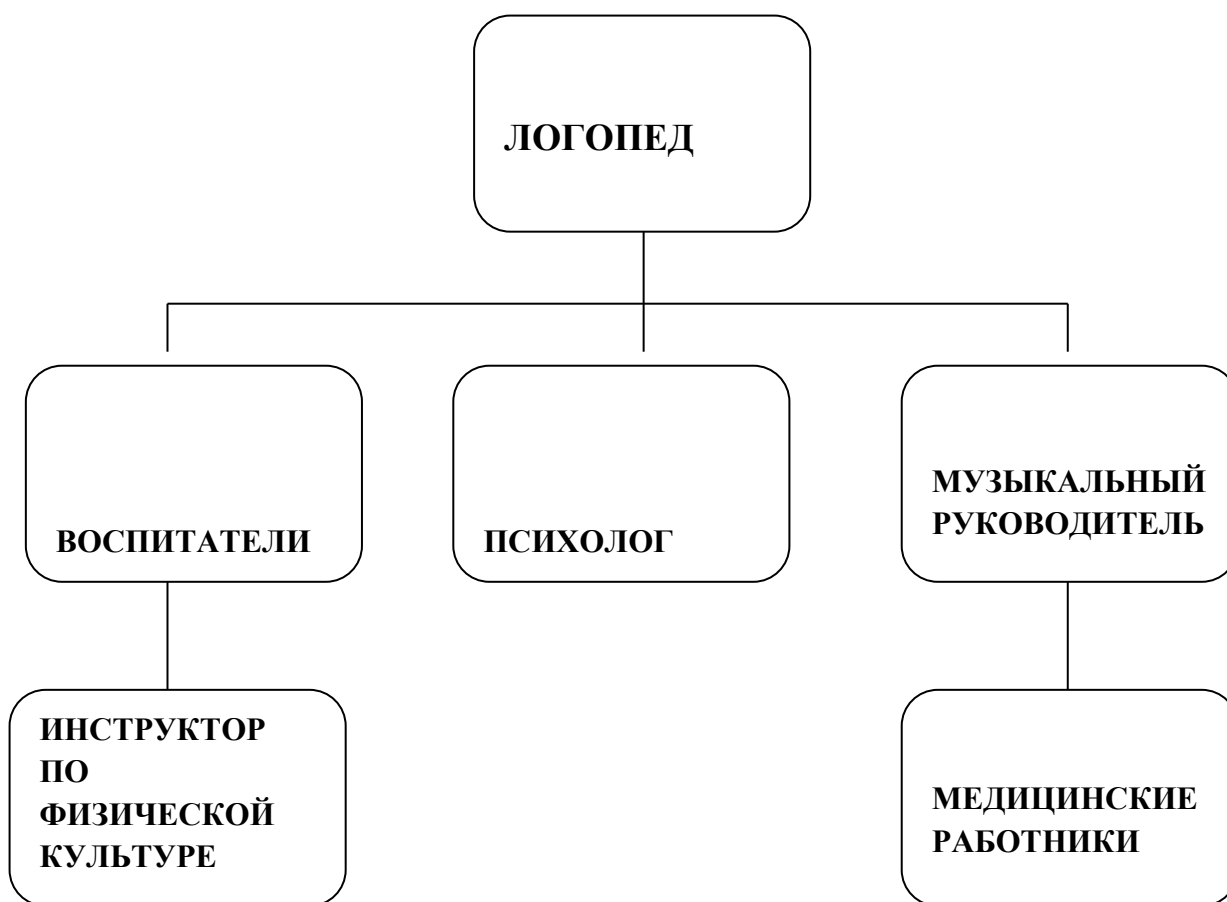 ЛОГОПЕД
ВОСПИТАТЕЛИ
ПСИХОЛОГ
МУЗЫКАЛЬНЫЙ
РУКОВОДИТЕЛЬ
ИНСТРУКТОР
ПО
ФИЗИЧЕСКОЙ
КУЛЬТУРЕ
МЕДИЦИНСКИЕ
РАБОТНИКИ